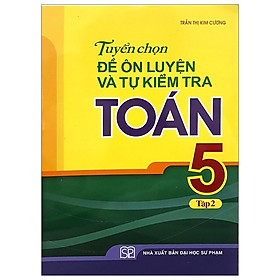 TRẦN THỊ KIM CƯƠNG
Tuyển chọn
ĐỀ ÔN LUYỆN
VÀ TỰ KIỂM TRA
TOÁN
5
Tập 2
SP
NHÀ XUẤT BẢN ĐẠI HỌC SƯ PHẠM